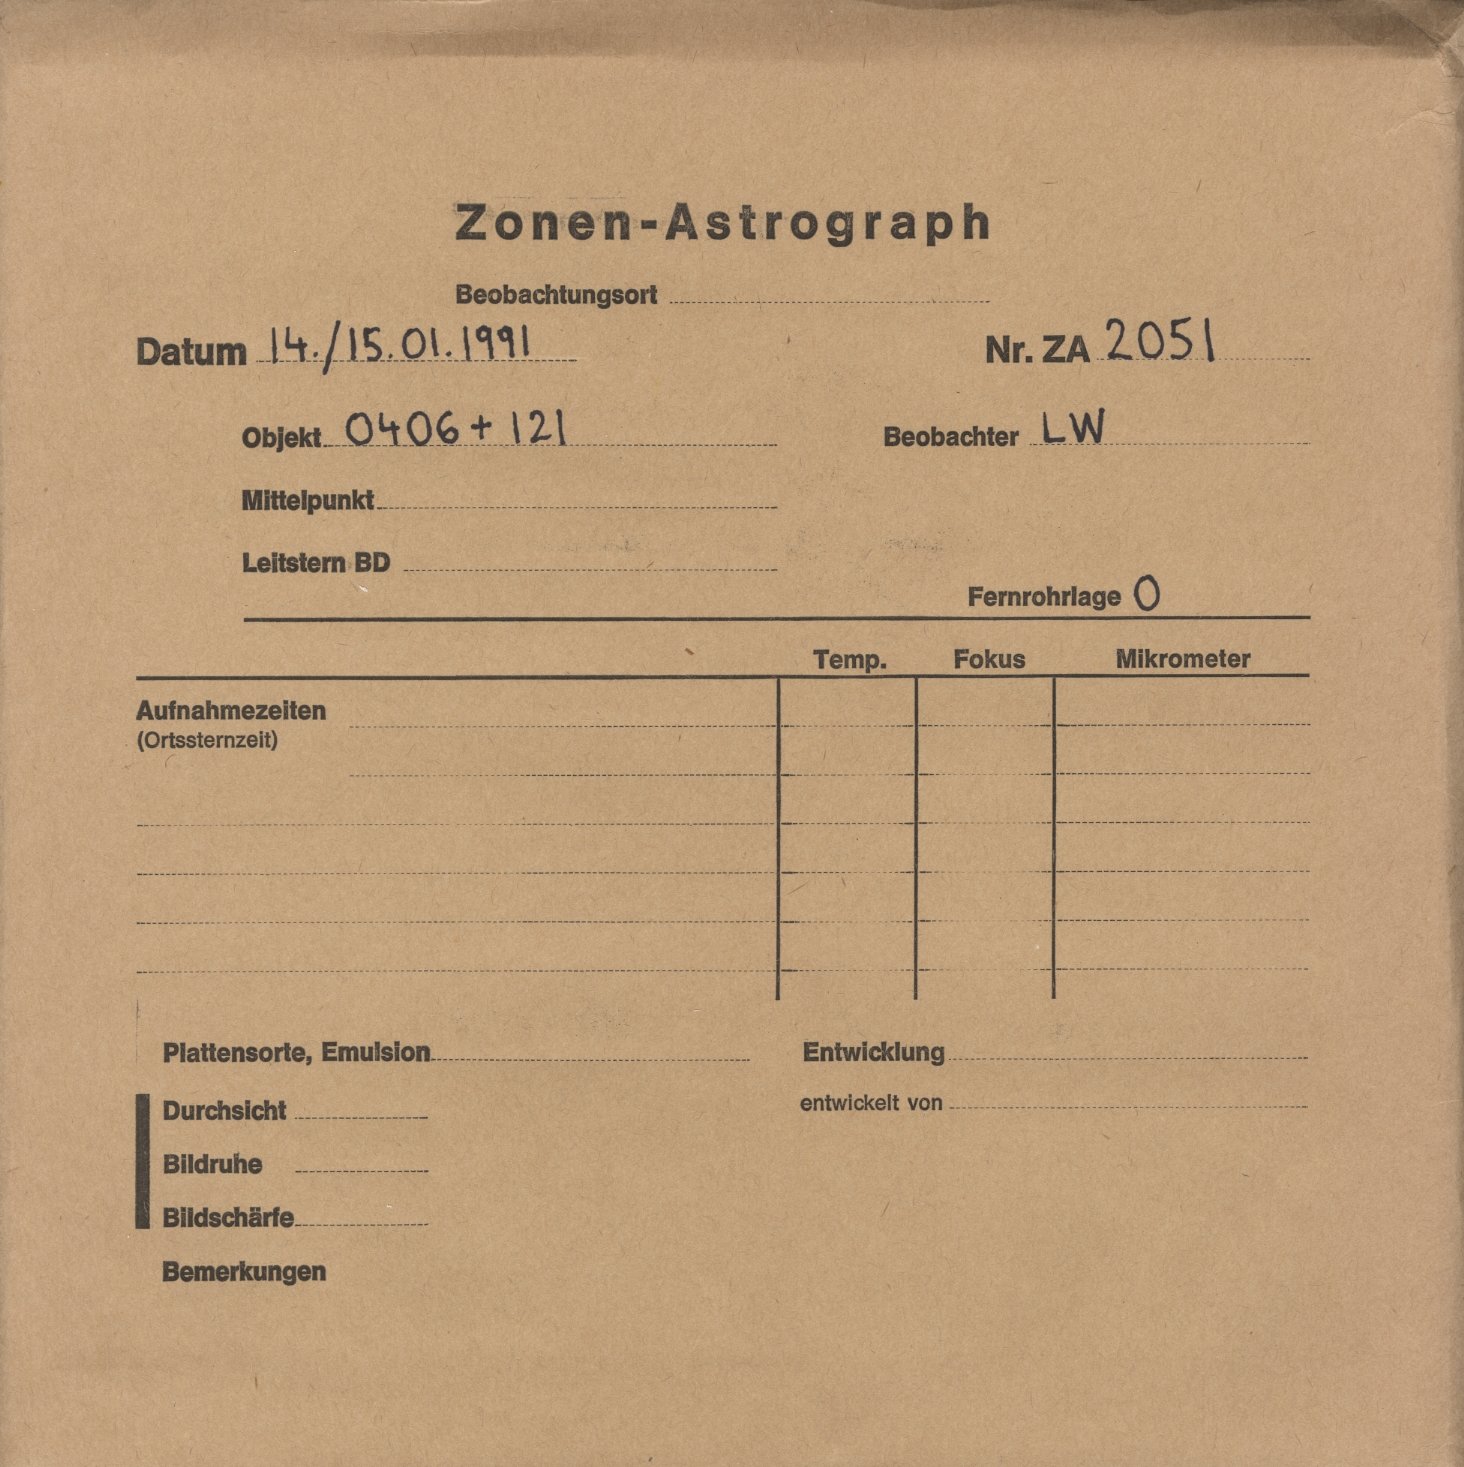 Zonen-Astrograph
Beobachtungsort
Datum 14./15.01.1991 Nr. ZA 2051
Objekt 0406+121 Beobachter LW
Mittelpunkt
Leitstern BD
Fernrohrlage O
Temp. Fokus Mikrometer
Aufnahmezeiten
(Ortssternzeit)
Plattensorte, Emulsion Entwicklung
Durchsicht entwickelt von
Bildruhe
Bildschärfe
Bemerkungen